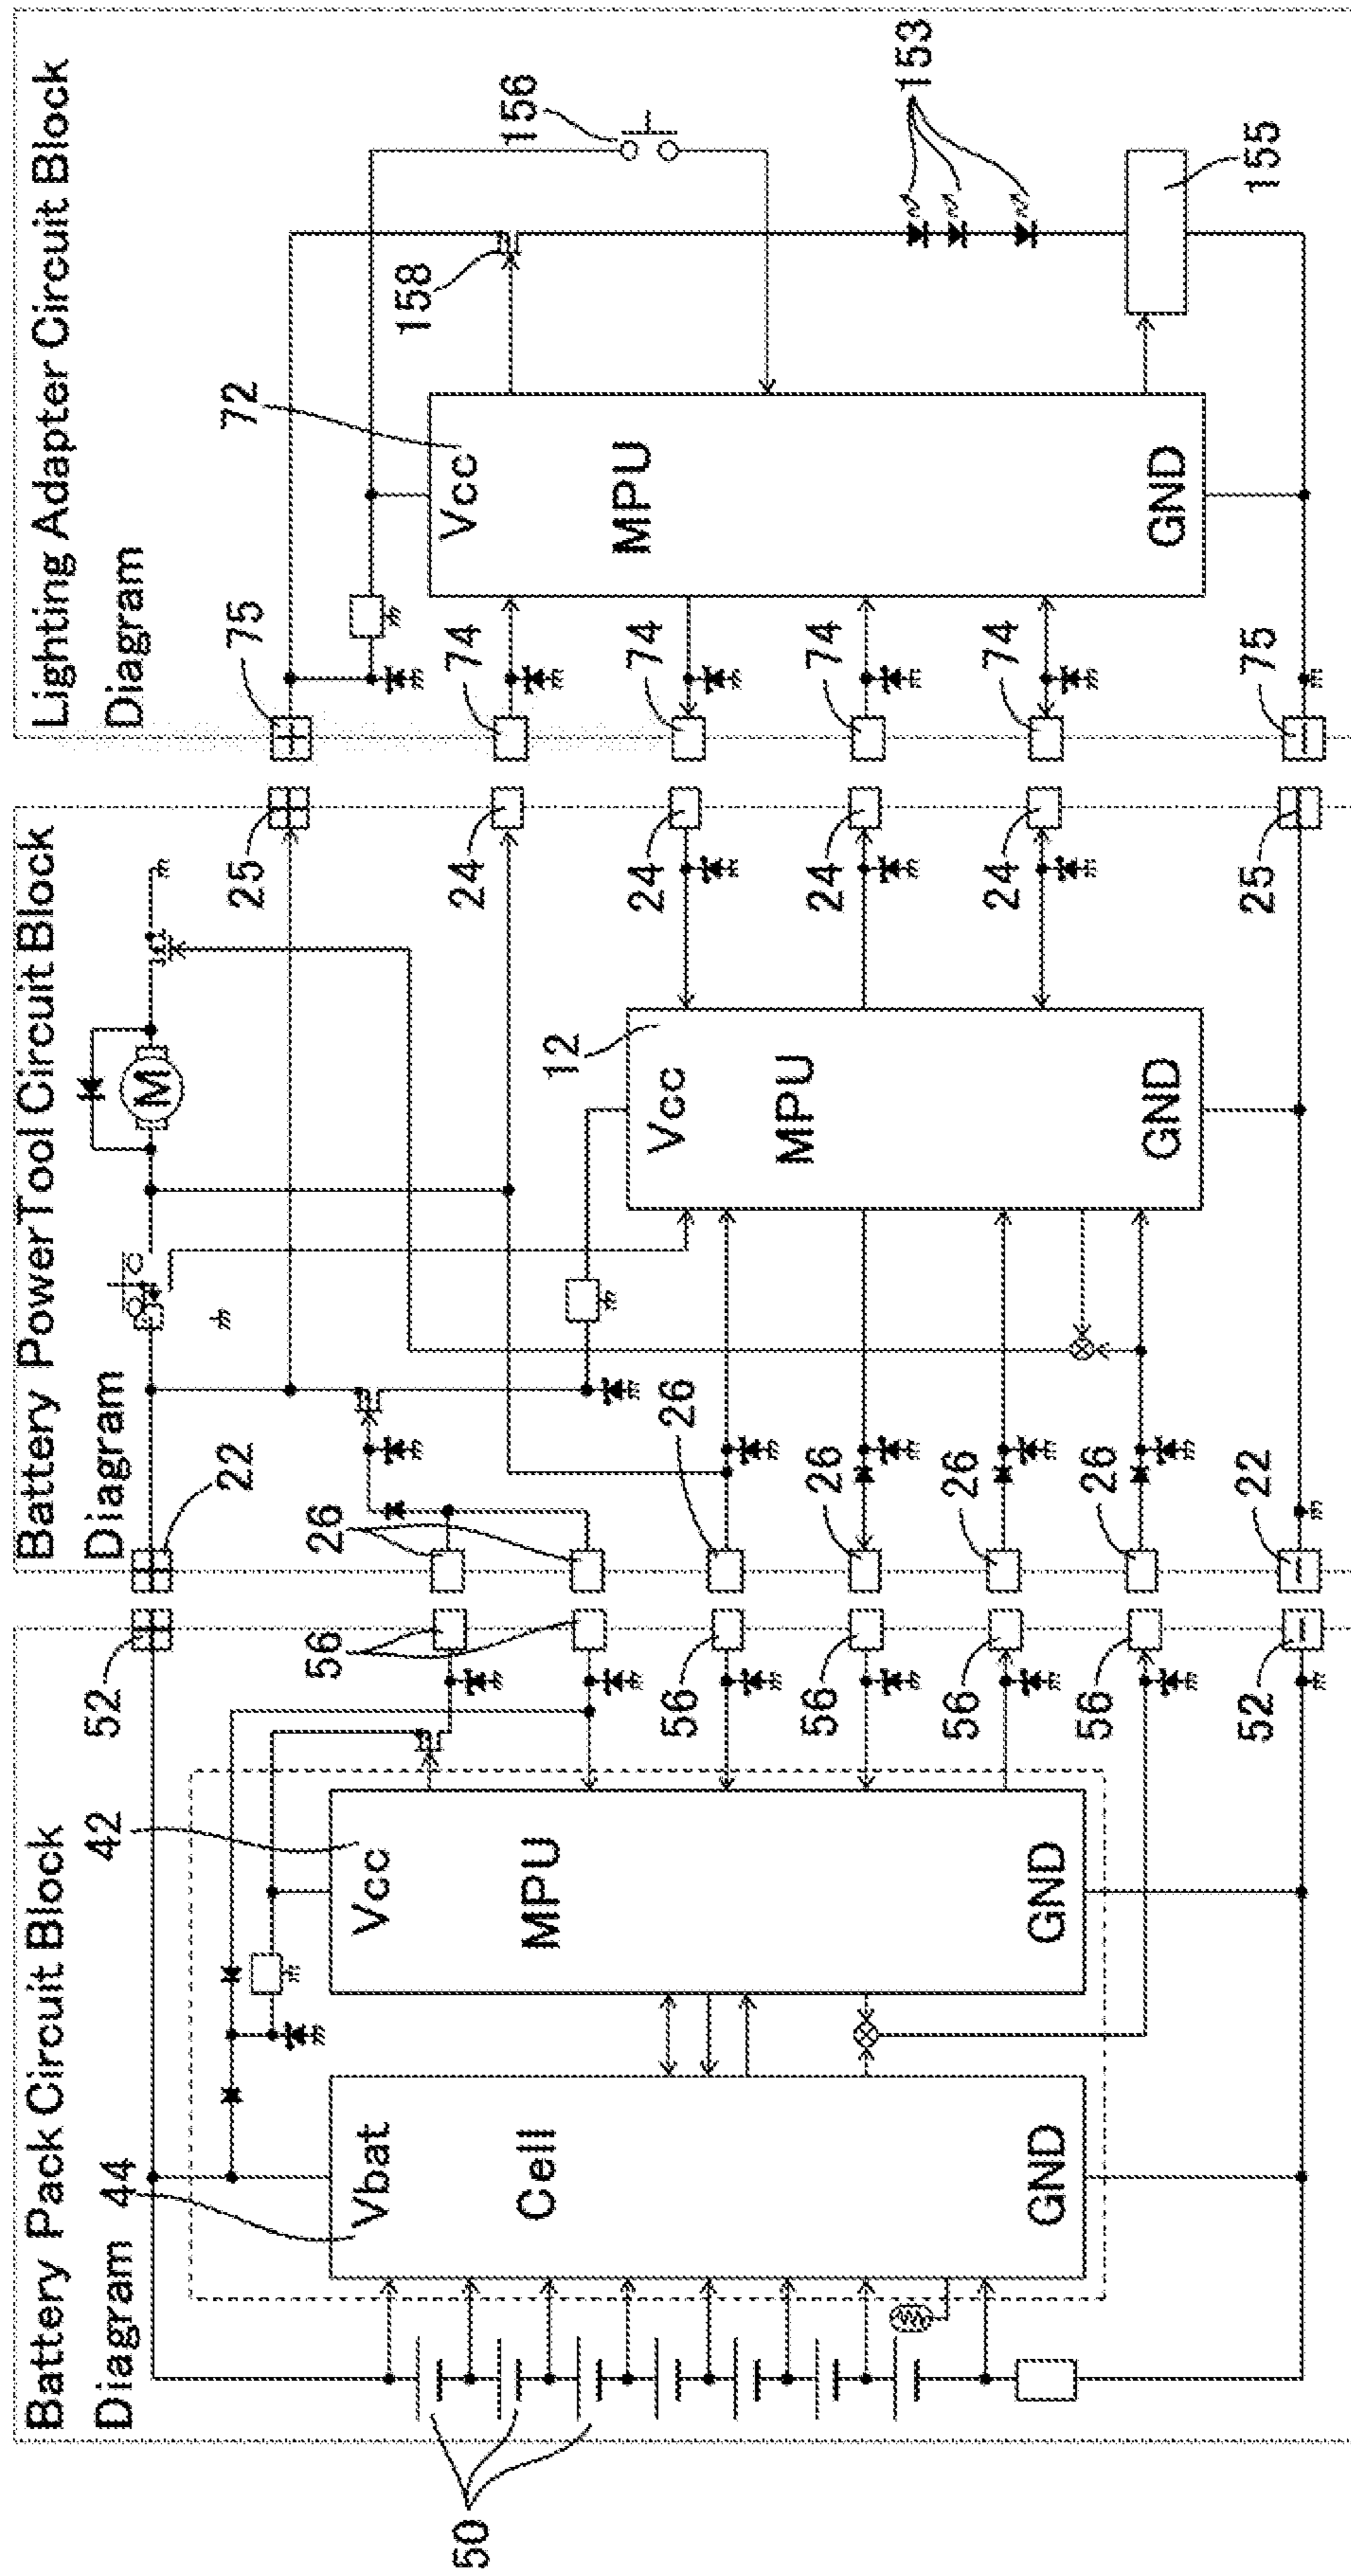 Battery Pack Circuit Block
Diagram
44
42
52
Vbat
Cell
GND
Vcc
MPU
GND
50
56
56
56
56
56
52
Battery PowerTool Circuit Block
Diagram
22
26
26
26
26
26
22
M
12
Vcc
MPU
GND
25
24
24
24
24
25
Lighting Adapter Circuit Block
Diagram
75
74
74
74
74
75
72
Vcc
MPU
GND
158
156
153
155